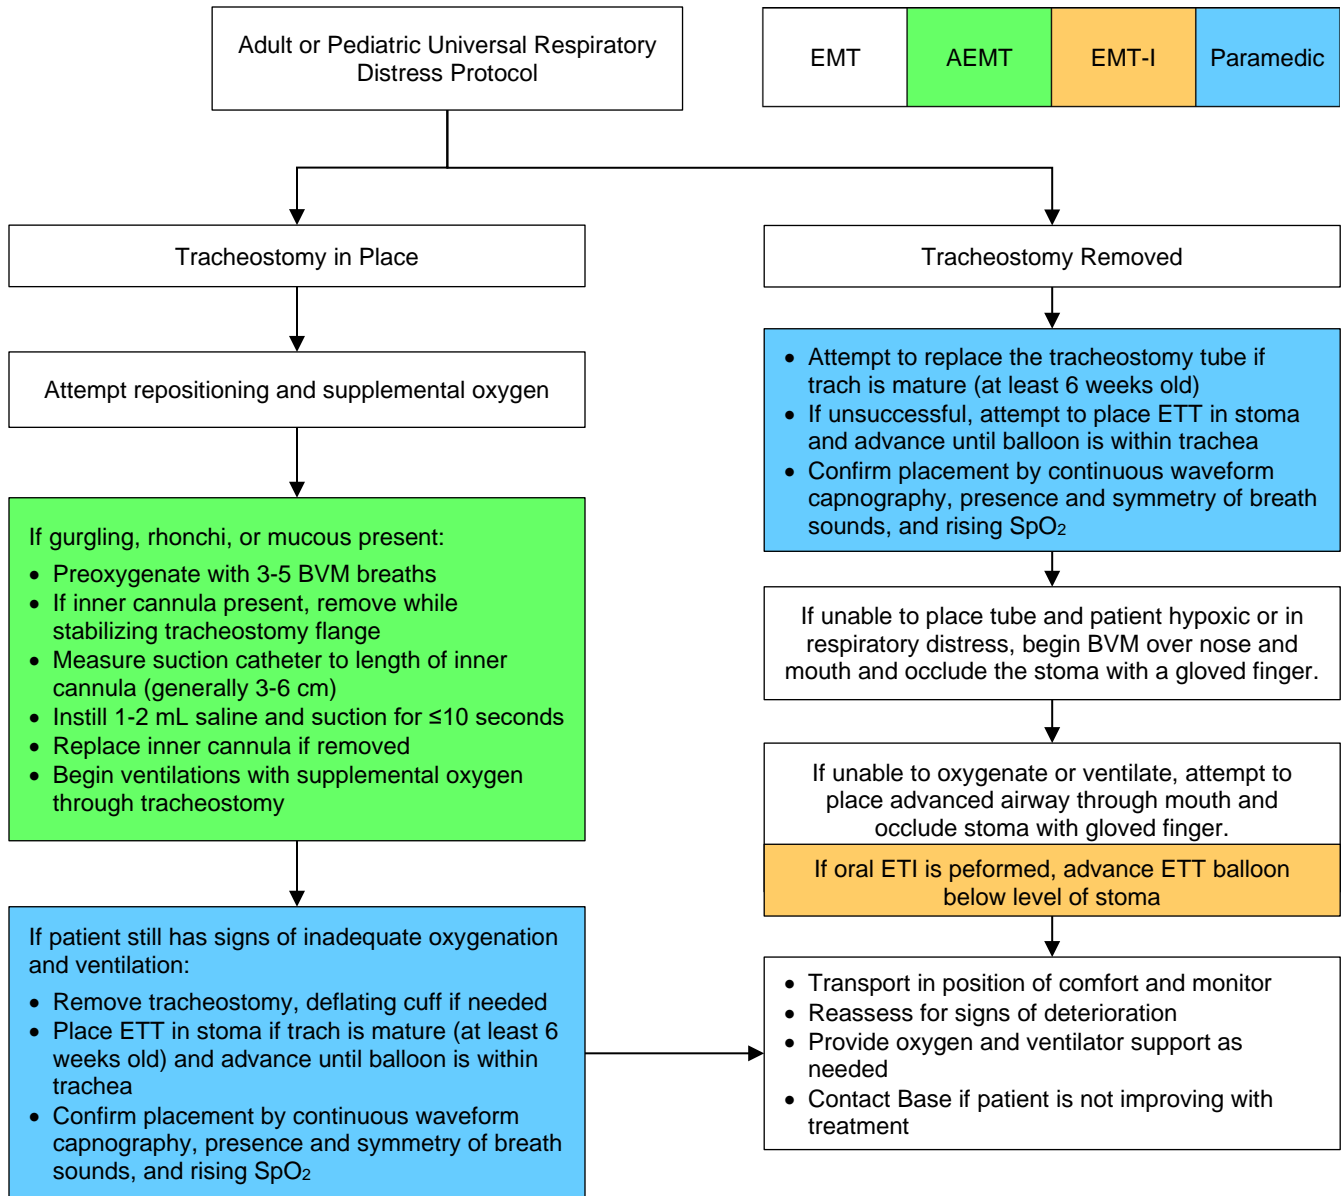 Adult or Pediatric Universal Respiratory
Distress Protocol
EMT
AEMT
EMT-I
Paramedic
Tracheostomy in Place
Attempt repositioning and supplemental oxygen
If gurgling, rhonchi, or mucous present:
• Preoxygenate with 3-5 BVM breaths
• If inner cannula present, remove while
stabilizing tracheostomy flange
• Measure suction catheter to length of inner
cannula (generally 3-6 cm)
• Instill 1-2 mL saline and suction for ≤10 seconds
• Replace inner cannula if removed
• Begin ventilations with supplemental oxygen
through tracheostomy
If patient still has signs of inadequate oxygenation
and ventilation:
• Remove tracheostomy, deflating cuff if needed
• Place ETT in stoma if trach is mature (at least 6
weeks old) and advance until balloon is within
trachea
• Confirm placement by continuous waveform
capnography, presence and symmetry of breath
sounds, and rising SpO2
Tracheostomy Removed
• Attempt to replace the tracheostomy tube if
trach is mature (at least 6 weeks old)
• If unsuccessful, attempt to place ETT in stoma
and advance until balloon is within trachea
• Confirm placement by continuous waveform
capnography, presence and symmetry of breath
sounds, and rising SpO2
If unable to place tube and patient hypoxic or in
respiratory distress, begin BVM over nose and
mouth and occlude the stoma with a gloved finger.
If unable to oxygenate or ventilate, attempt to
place advanced airway through mouth and
occlude stoma with gloved finger.
If oral ETI is peformed, advance ETT balloon
below level of stoma
• Transport in position of comfort and monitor
• Reassess for signs of deterioration
• Provide oxygen and ventilator support as
needed
• Contact Base if patient is not improving with
treatment